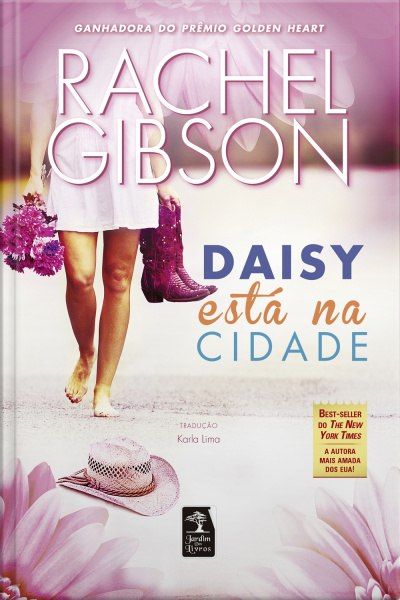 GANHADORA DO PRÊMIO GOLDEN HEART
RACHEL
GIBSON
DAISY
está na
CIDADE
TRADUÇÃO
Karla Lima
BEST-SELLER
DO THE NEW
YORK TIMES
A AUTORA
MAIS AMADA
DOS EUA!
Jardim
dos
Livros